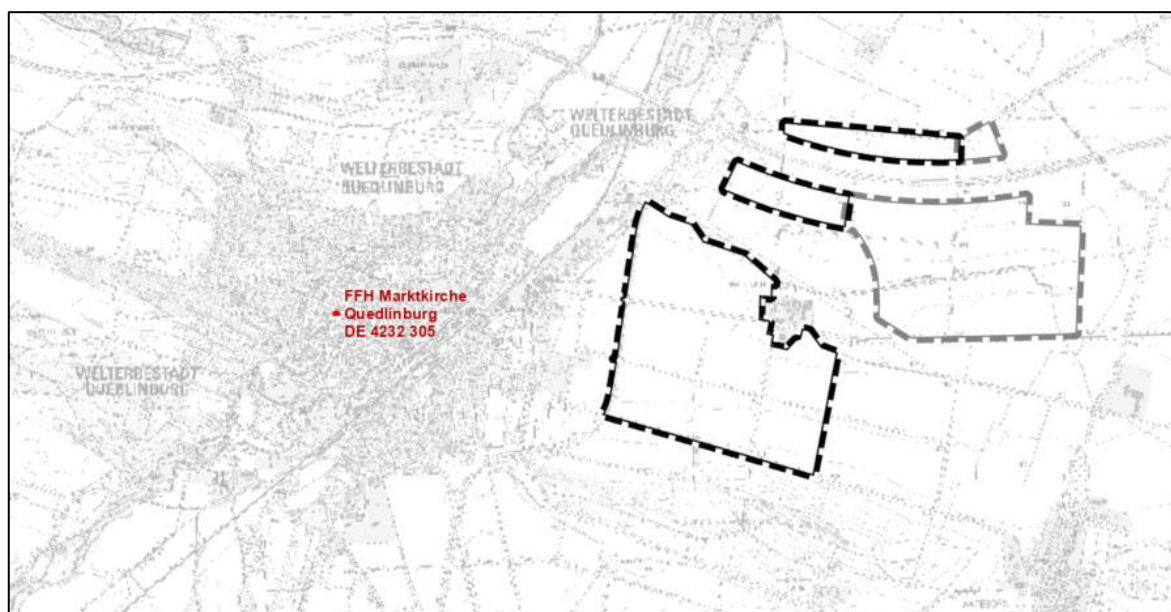 WELTERBESTADT
QUEDLINBURG
WELTERBESTADT
QUEDLINBURG
FFH Marktkirche
Quedlinburg
DE 4232 305
WELTERBESTADT
QUEDLINBURG